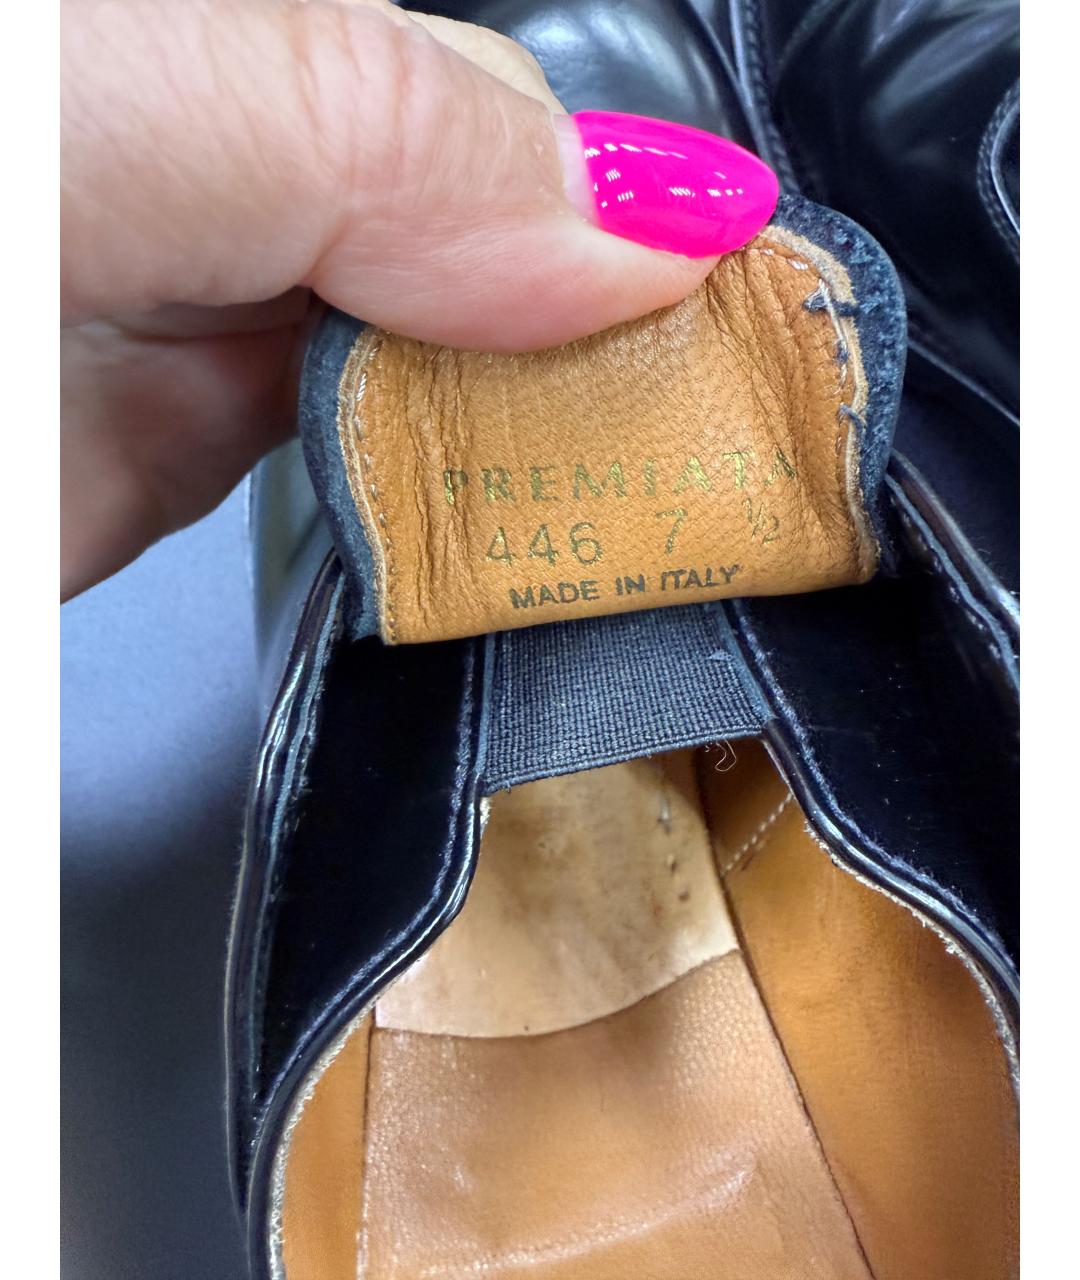 PREMIATA
446 7 ½
MADE IN ITALY